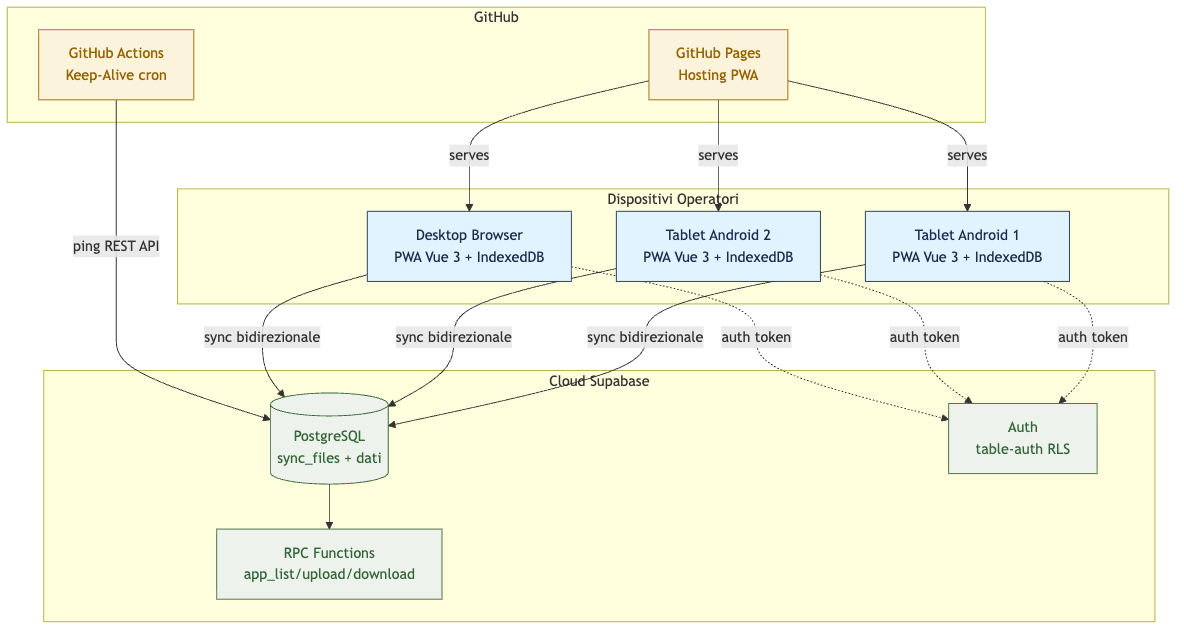 GitHub
GitHub Actions
Keep-Alive cron
GitHub Pages
Hosting PWA
serves
serves
serves
Dispositivi Operatori
Desktop Browser
PWA Vue 3 + IndexedDB
Tablet Android 2
PWA Vue 3 + IndexedDB
Tablet Android 1
PWA Vue 3 + IndexedDB
ping REST API
sync bidirezionale
sync bidirezionale
sync bidirezionale
auth token
auth token
auth token
Cloud Supabase
PostgreSQL
sync_files + dati
Auth
table-auth RLS
RPC Functions
app_list/upload/download